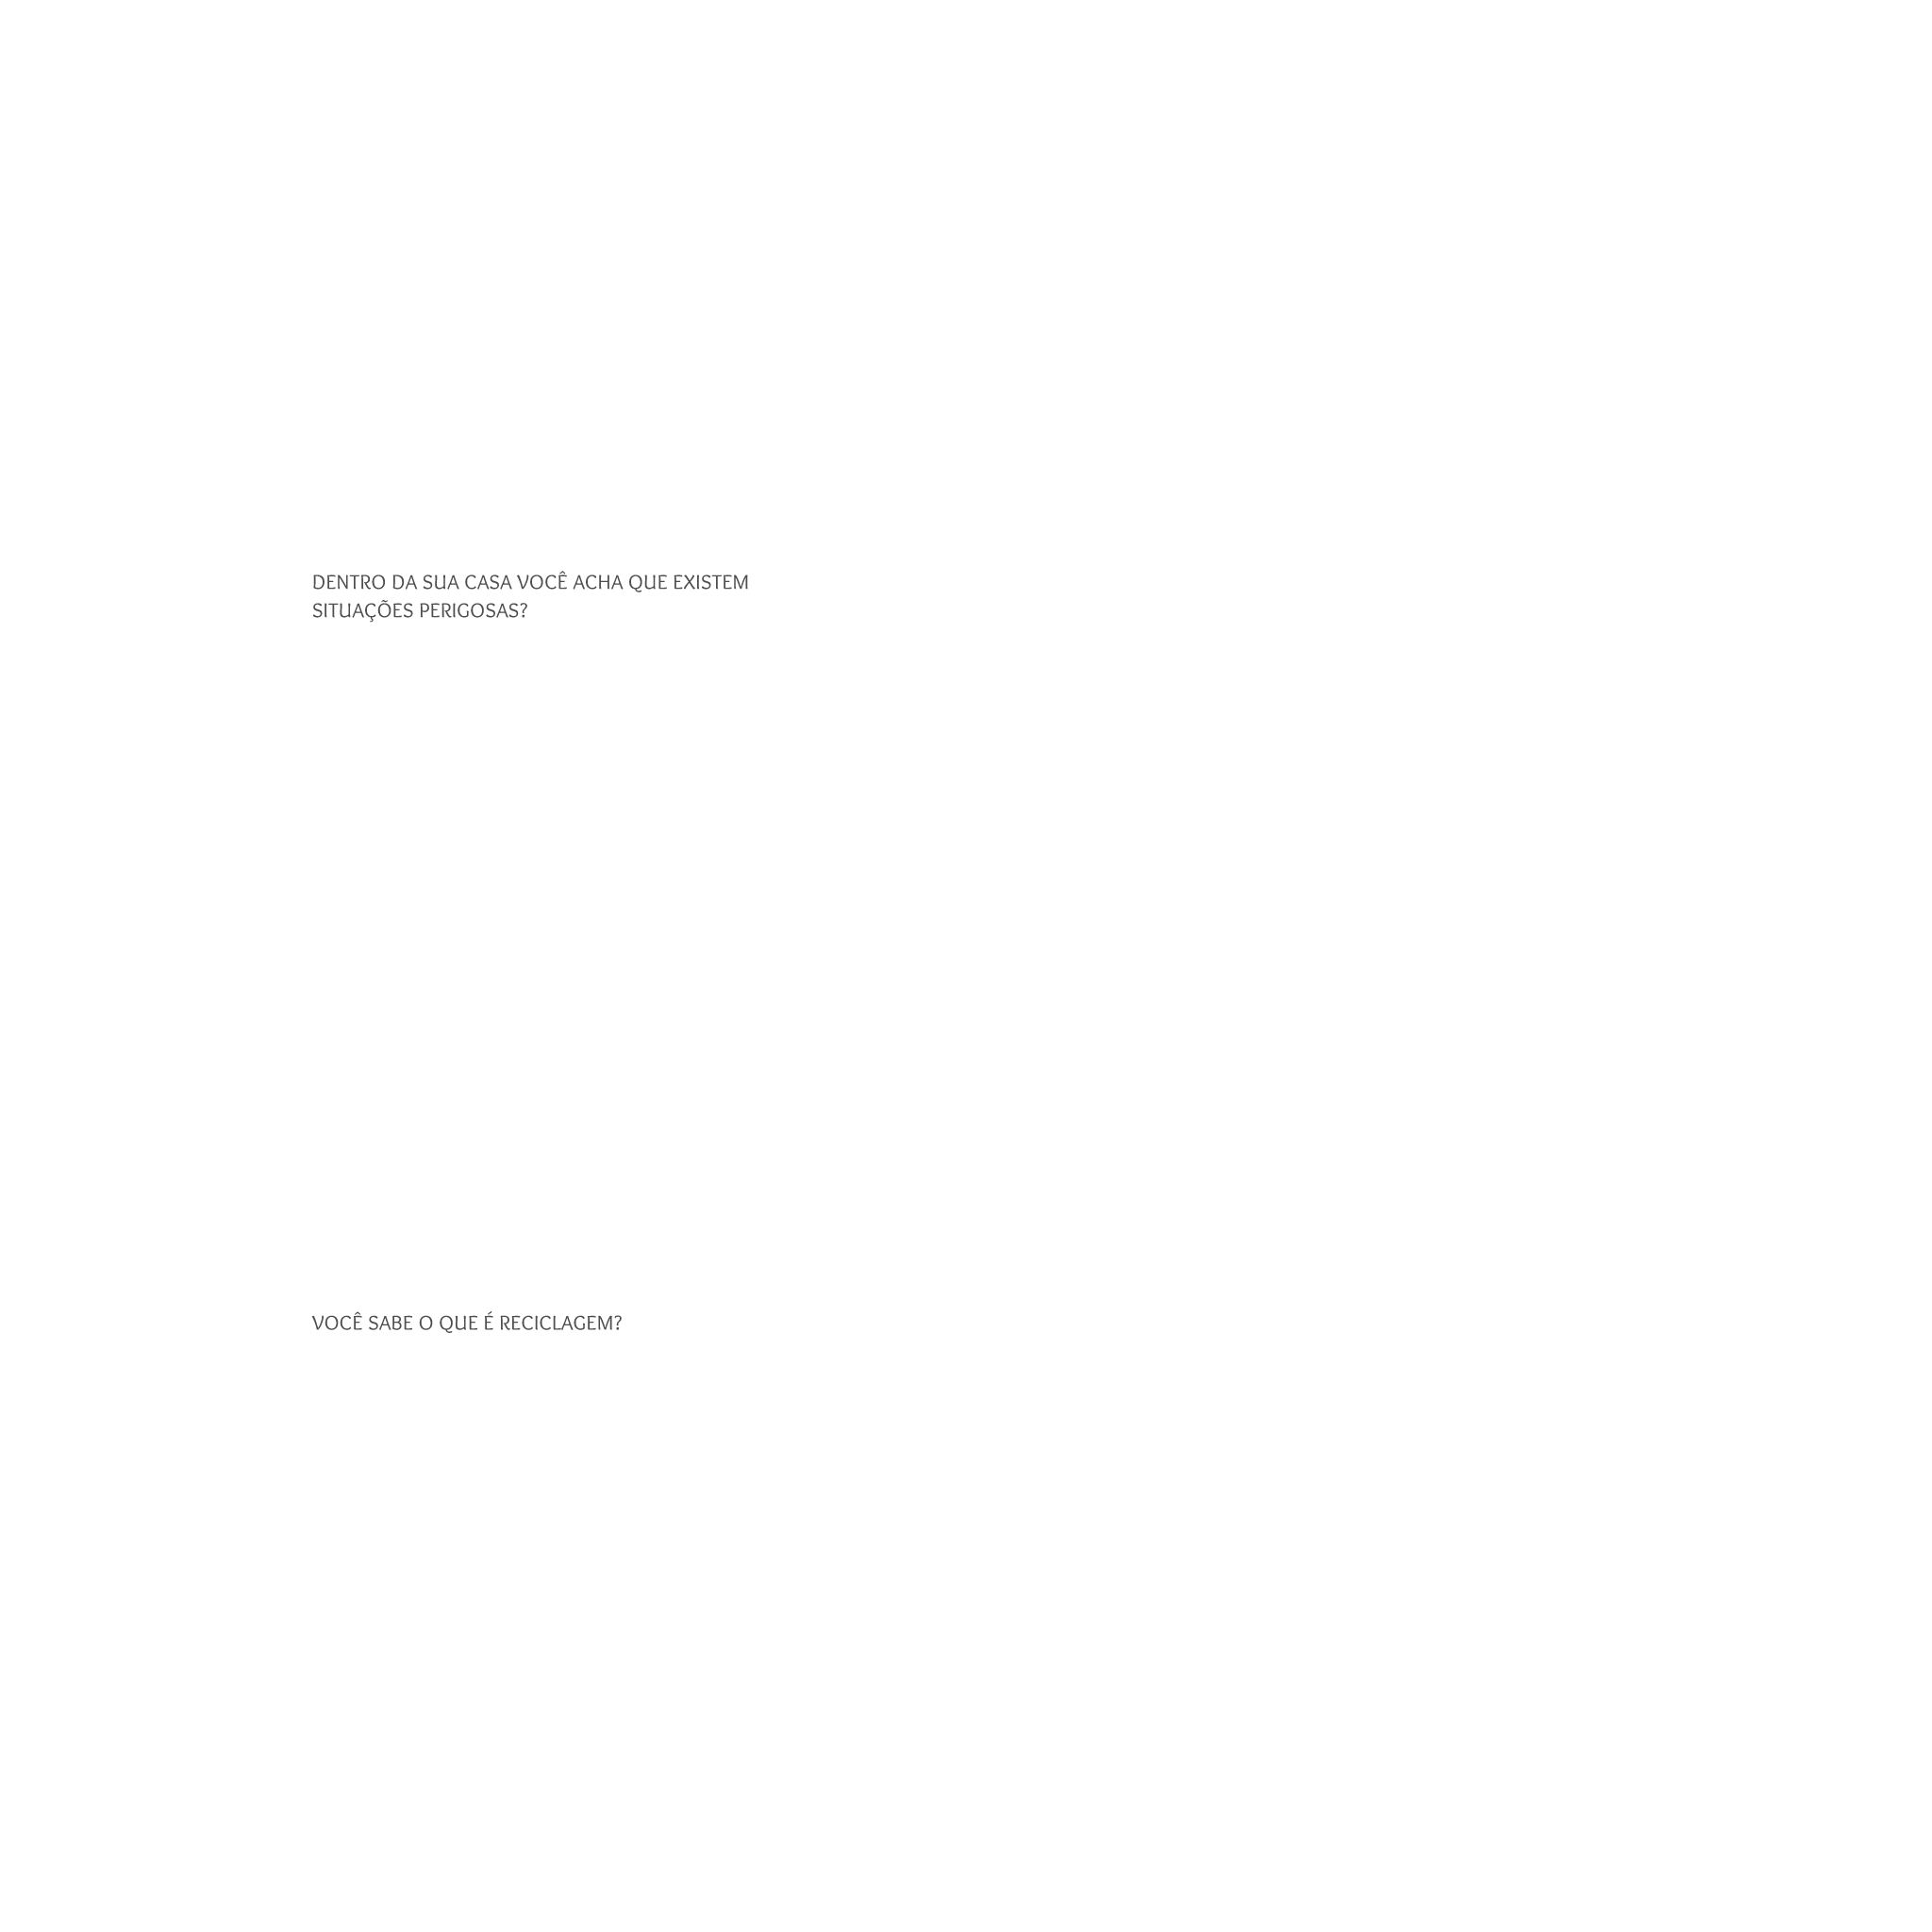 DENTRO DA SUA CASA VOCÊ ACHA QUE EXISTEM
SITUAÇÕES PERIGOSAS?
VOCÊ SABE O QUE É RECICLAGEM?